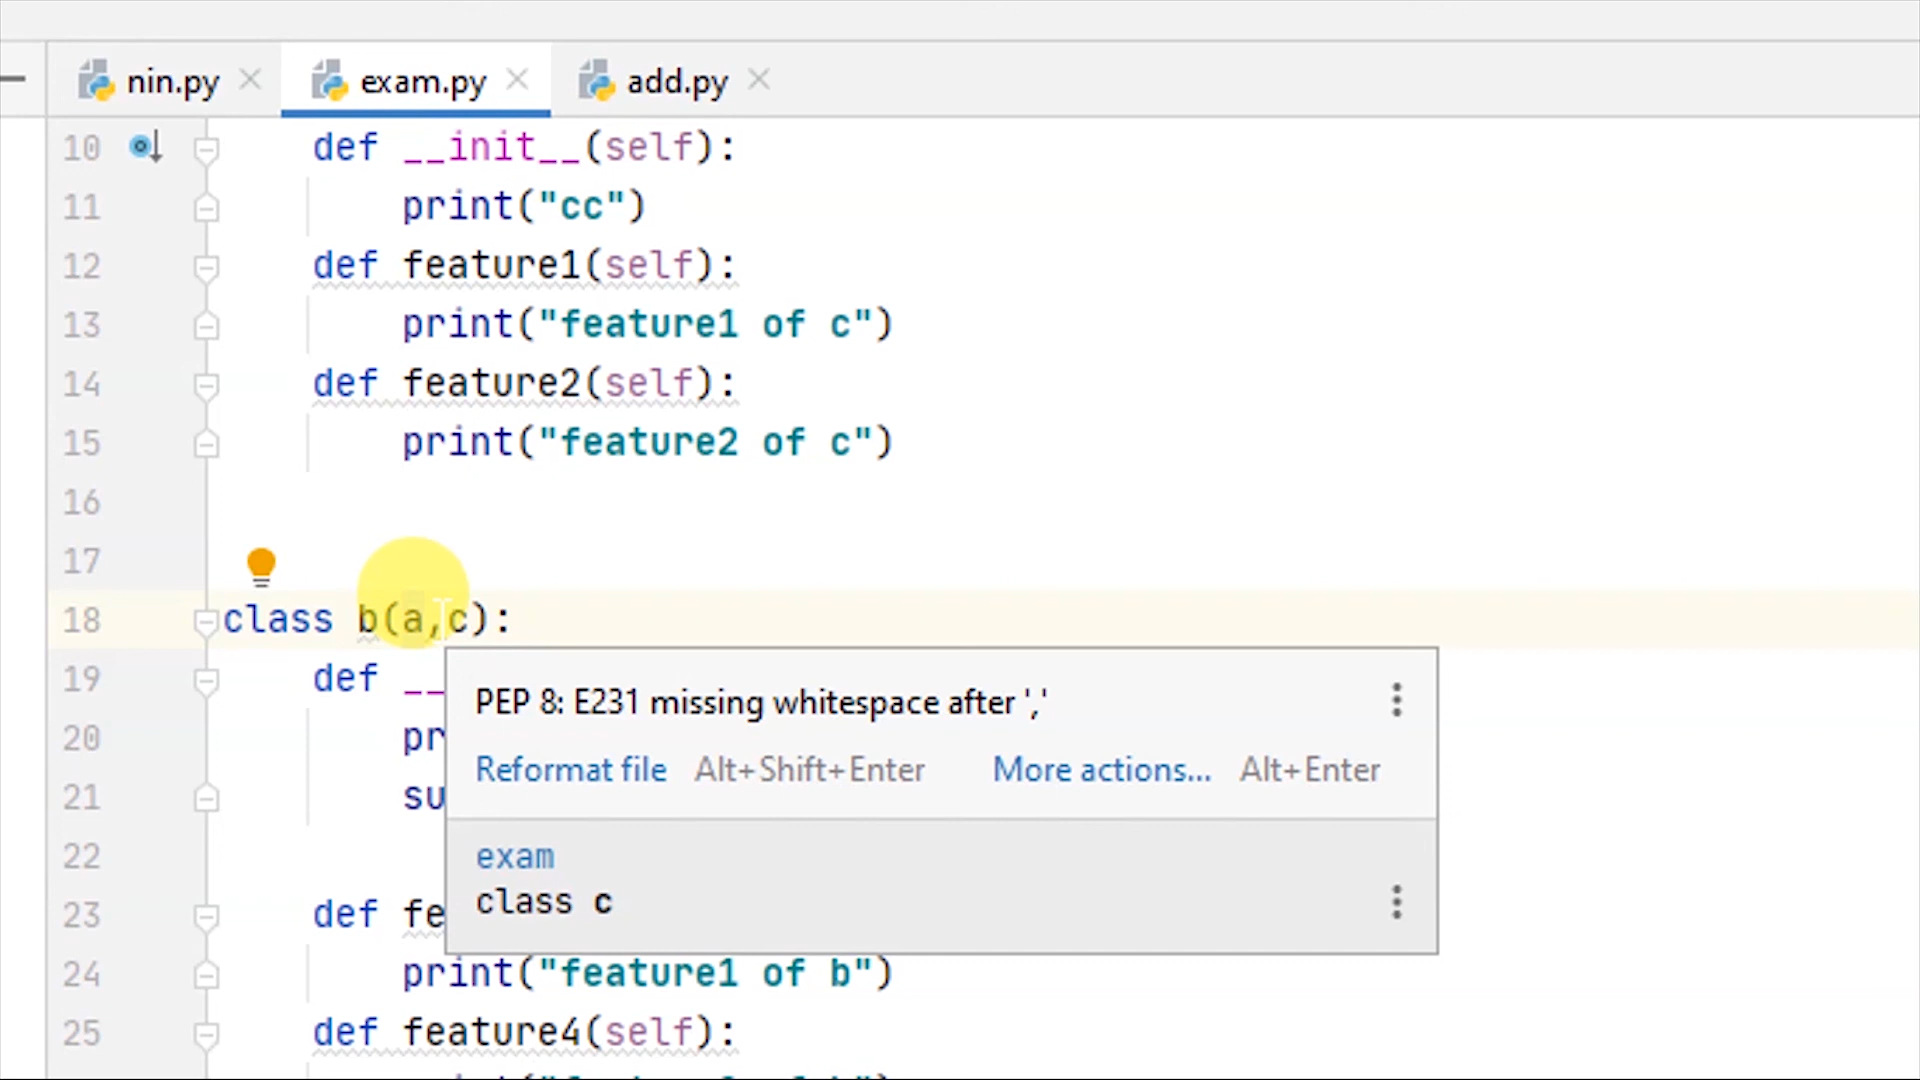 nin.py exam.py add.py
10 def __init__(self):
11 print("cc")
12 def feature1(self):
13 print("feature1 of c")
14 def feature2(self):
15 print("feature2 of c")
16
17
18 class b(a,c):
19 def __
20 pr
21 su
PEP 8: E231 missing whitespace after ','
Reformat file Alt+Shift+Enter More actions... Alt+Enter
exam
class c
22
23 def fe
24 print("feature1 of b")
25 def feature4(self):